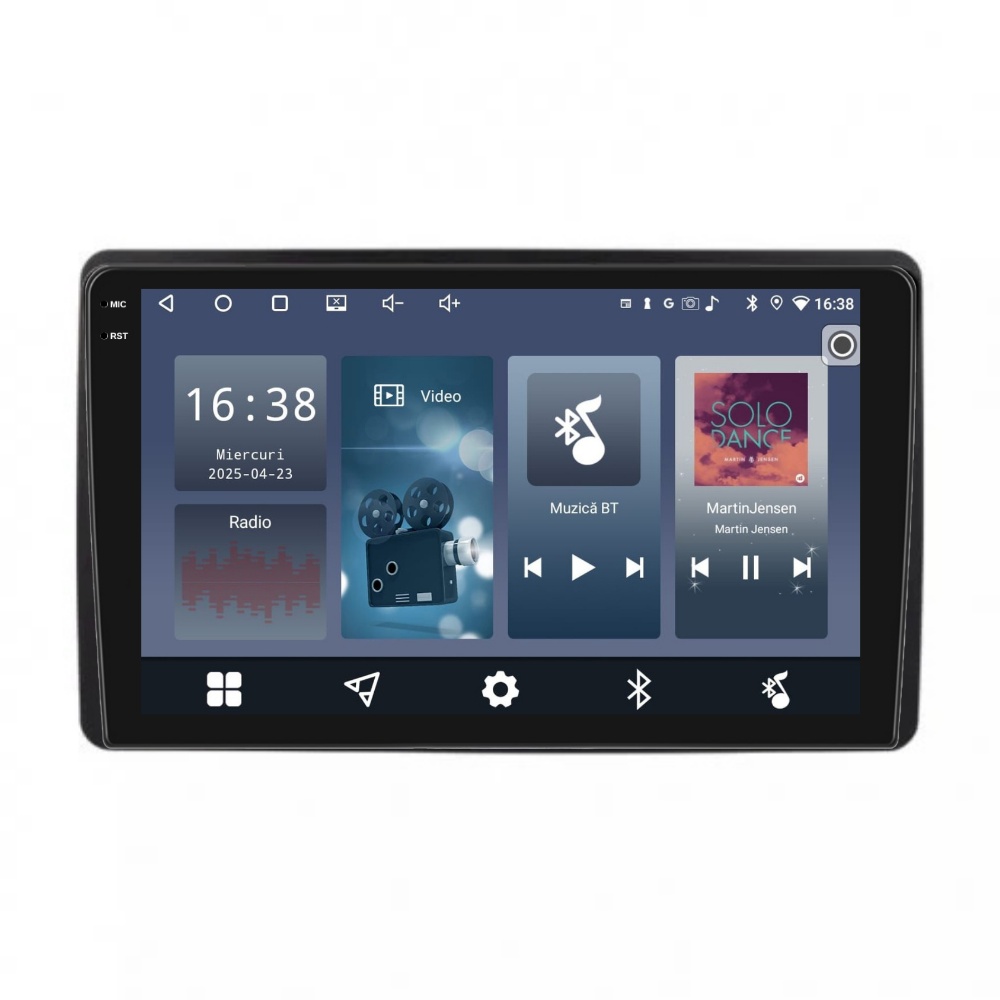 MIC
RST
16:38
16:38
Miercuri
2025-04-23
Radio
Video
Muzică BT
SOLO
DANCE
MARTIN JENSEN
MartinJensen
Martin Jensen